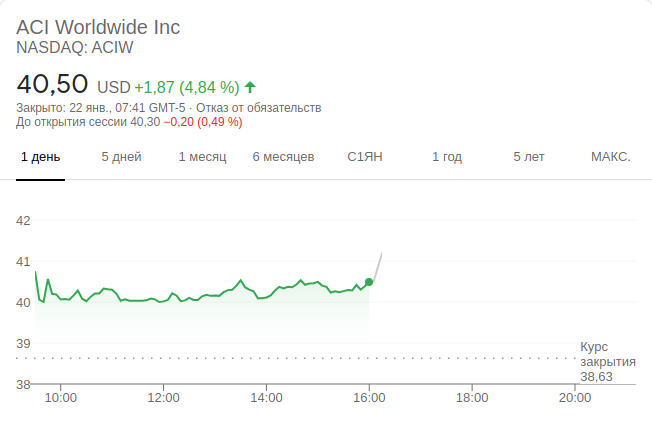 ACI Worldwide Inc
NASDAQ: ACIW
40,50 USD +1,87 (4,84 %)
Закрыто: 22 янв., 07:41 GMT-5 · Отказ от обязательств
До открытия сессии 40,30 −0,20 (0,49 %)
1 день 5 дней 1 месяц 6 месяцев С1ЯН 1 год 5 лет МАКС.
42
41
40
39
Курс
закрытия
38,63
38
10:00 12:00 14:00 16:00 18:00 20:00